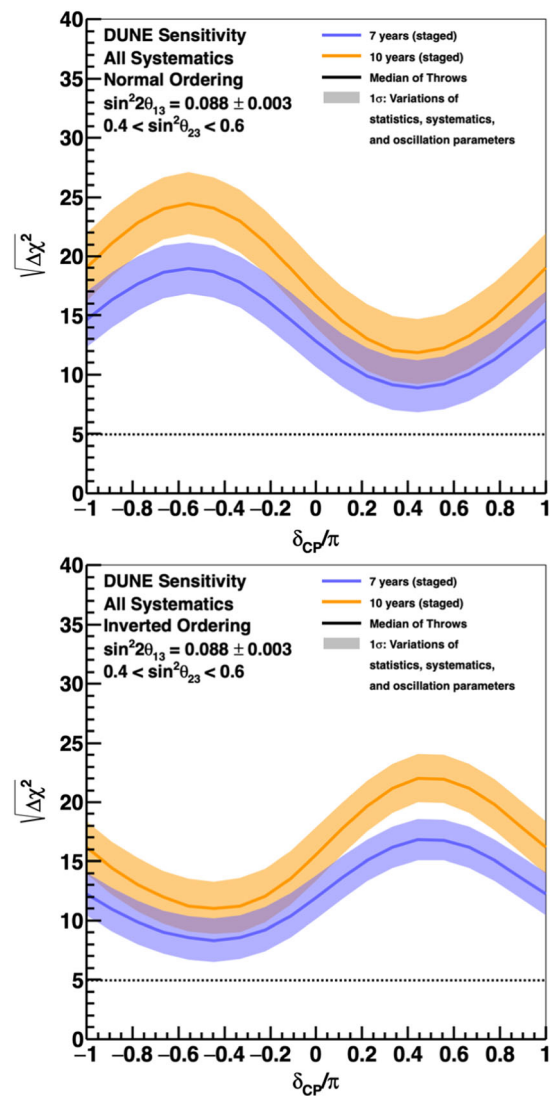 DUNE Sensitivity
All Systematics
Normal Ordering
sin²2θ₁₃ = 0.088 ± 0.003
0.4 < sin²θ₂₃ < 0.6
7 years (staged)
10 years (staged)
Median of Throws
1σ: Variations of
statistics, systematics,
and oscillation parameters
√Δχ²
40
35
30
25
20
15
10
5
0
−1 −0.8 −0.6 −0.4 −0.2 0 0.2 0.4 0.6 0.8 1
δCP/π
DUNE Sensitivity
All Systematics
Inverted Ordering
sin²2θ₁₃ = 0.088 ± 0.003
0.4 < sin²θ₂₃ < 0.6
7 years (staged)
10 years (staged)
Median of Throws
1σ: Variations of
statistics, systematics,
and oscillation parameters
√Δχ²
40
35
30
25
20
15
10
5
0
−1 −0.8 −0.6 −0.4 −0.2 0 0.2 0.4 0.6 0.8 1
δCP/π